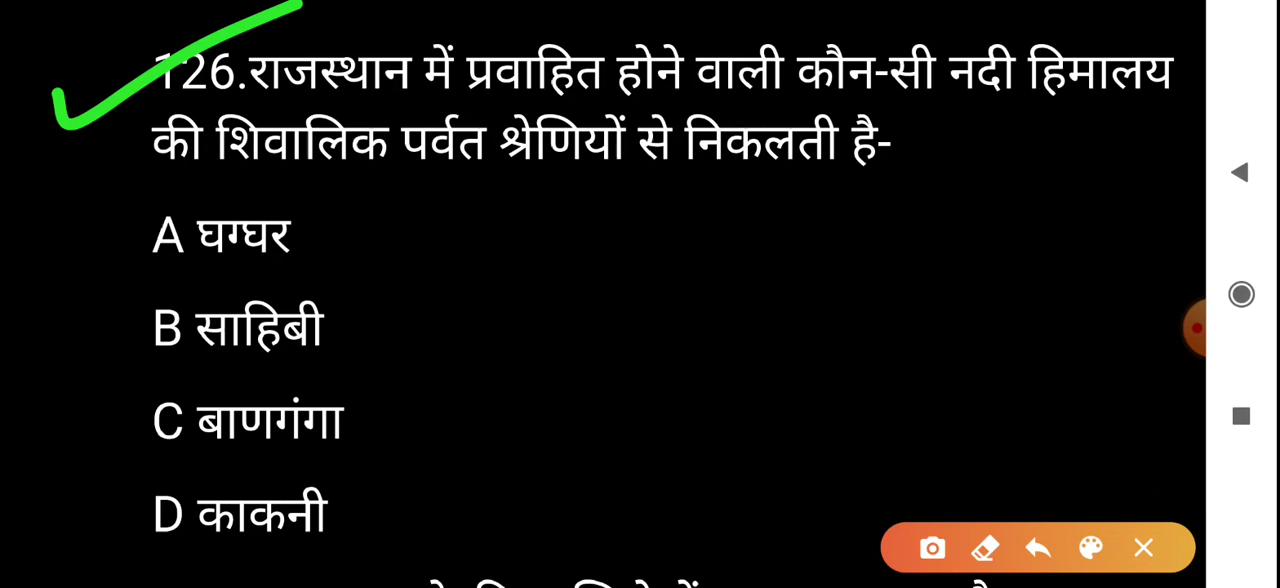 126.राजस्थान में प्रवाहित होने वाली कौन-सी नदी हिमालय
की शिवालिक पर्वत श्रेणियों से निकलती है-
A घग्घर
B साहिबी
C बाणगंगा
D काकनी